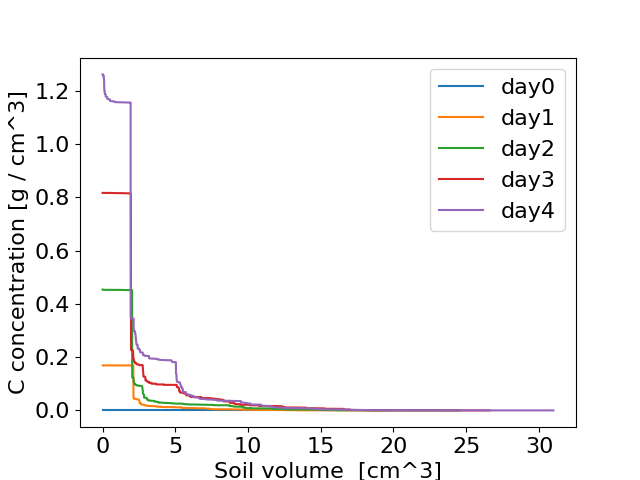 C concentration [g / cm^3]
1.2
1.0
0.8
0.6
0.4
0.2
0.0
day0
day1
day2
day3
day4
0 5 10 15 20 25 30
Soil volume  [cm^3]